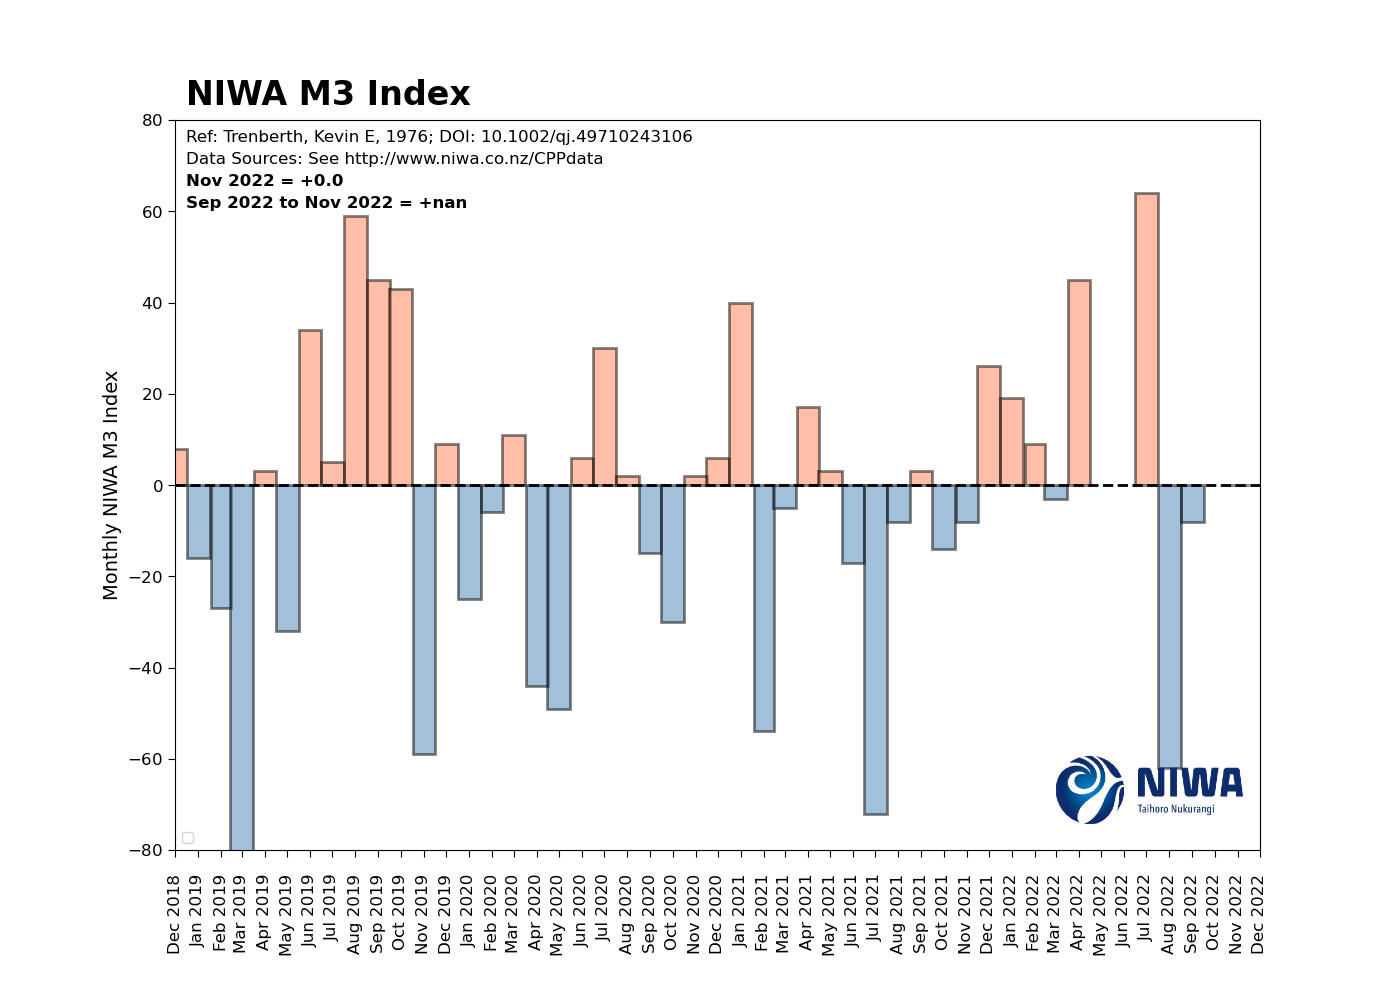 NIWA M3 Index
Ref: Trenberth, Kevin E, 1976; DOI: 10.1002/qj.49710243106
Data Sources: See http://www.niwa.co.nz/CPPdata
Nov 2022 = +0.0
Sep 2022 to Nov 2022 = +nan
Monthly NIWA M3 Index
80
60
40
20
0
−20
−40
−60
−80
NIWA
Taihoro Nukurangi
Dec 2018
Jan 2019
Feb 2019
Mar 2019
Apr 2019
May 2019
Jun 2019
Jul 2019
Aug 2019
Sep 2019
Oct 2019
Nov 2019
Dec 2019
Jan 2020
Feb 2020
Mar 2020
Apr 2020
May 2020
Jun 2020
Jul 2020
Aug 2020
Sep 2020
Oct 2020
Nov 2020
Dec 2020
Jan 2021
Feb 2021
Mar 2021
Apr 2021
May 2021
Jun 2021
Jul 2021
Aug 2021
Sep 2021
Oct 2021
Nov 2021
Dec 2021
Jan 2022
Feb 2022
Mar 2022
Apr 2022
May 2022
Jun 2022
Jul 2022
Aug 2022
Sep 2022
Oct 2022
Nov 2022
Dec 2022